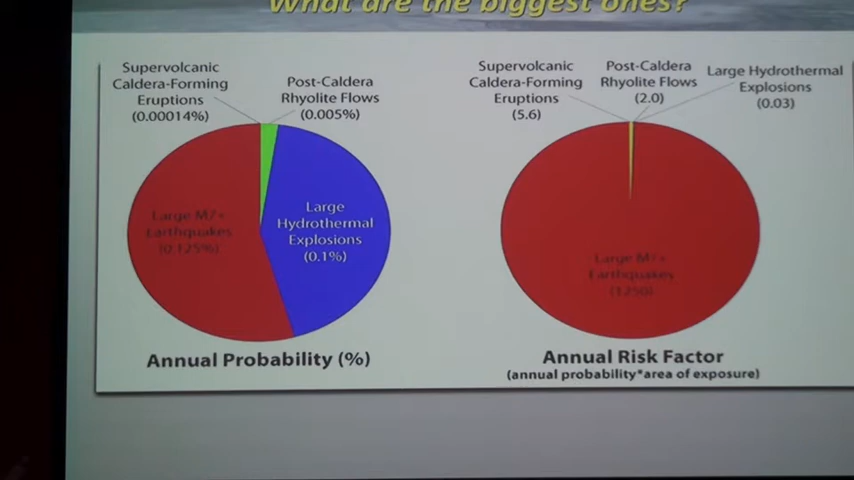 What are the biggest ones?
Supervolcanic
Caldera-Forming
Eruptions
(0.00014%)
Post-Caldera
Rhyolite Flows
(0.005%)
Large M7+
Earthquakes
(0.125%)
Large
Hydrothermal
Explosions
(0.1%)
Annual Probability (%)
Supervolcanic
Caldera-Forming
Eruptions
(5.6)
Post-Caldera
Rhyolite Flows
(2.0)
Large Hydrothermal
Explosions
(0.03)
Large M7+
Earthquakes
(1250)
Annual Risk Factor
(annual probability*area of exposure)